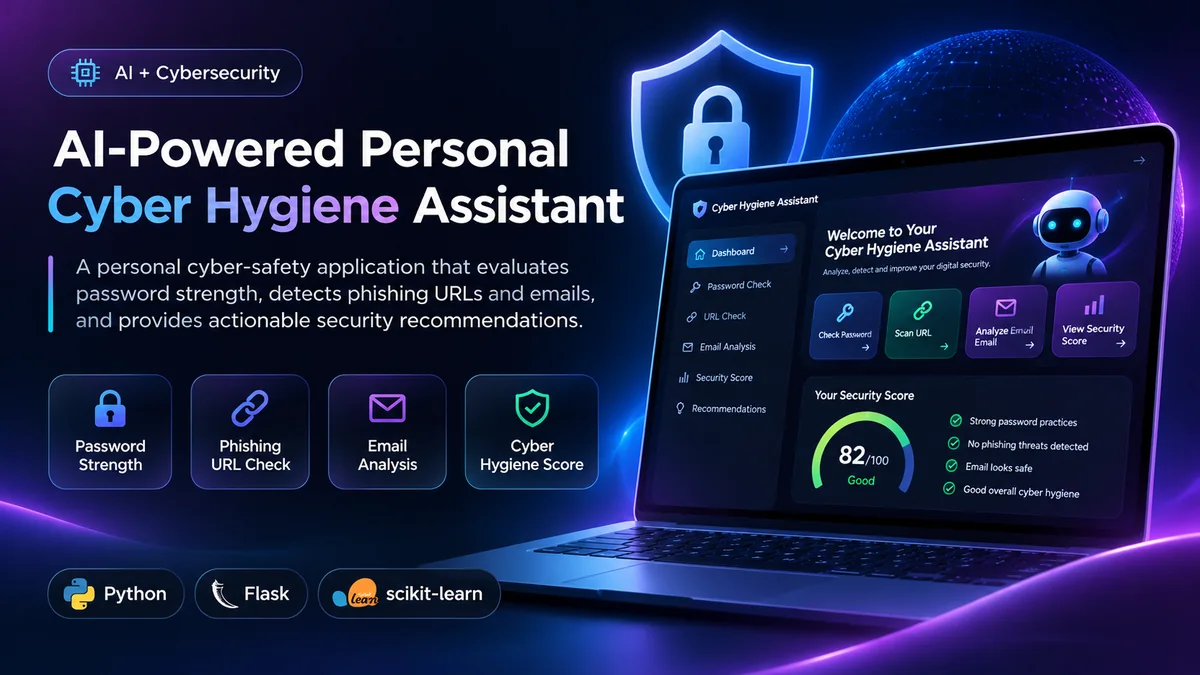 AI + Cybersecurity
AI-Powered Personal
Cyber Hygiene Assistant
A personal cyber-safety application that evaluates
password strength, detects phishing URLs and emails,
and provides actionable security recommendations.
Password
Strength
Phishing
URL Check
Email
Analysis
Cyber
Hygiene Score
Python
Flask
learn
scikit-learn
Cyber Hygiene Assistant
Dashboard
Password Check
URL Check
Email Analysis
Security Score
Recommendations
Welcome to Your
Cyber Hygiene Assistant
Analyze, detect and improve your digital security.
Check Password
Scan URL
Analyze Email
Email
View Security
Score
Your Security Score
82/100
Good
Strong password practices
No phishing threats detected
Email looks safe
Good overall cyber hygiene